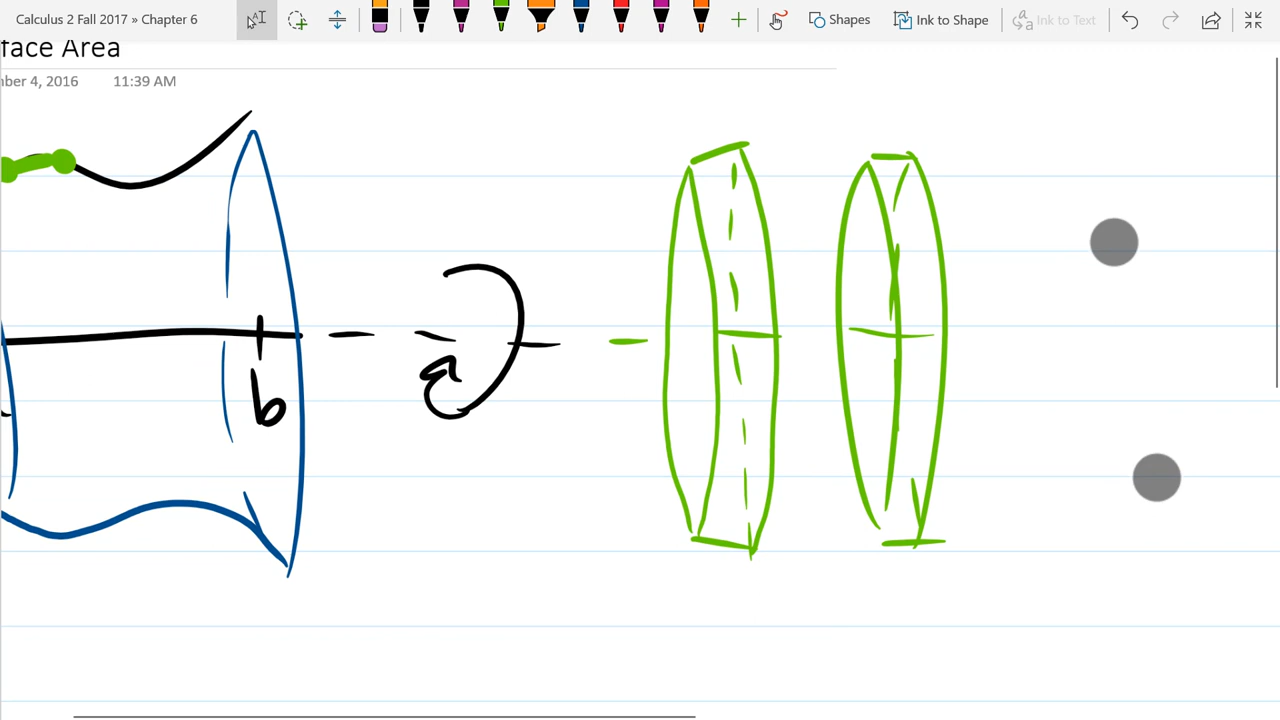 Calculus 2 Fall 2017 » Chapter 6
Shapes
Ink to Shape
Ink to Text
face Area
ber 4, 2016 11:39 AM
b